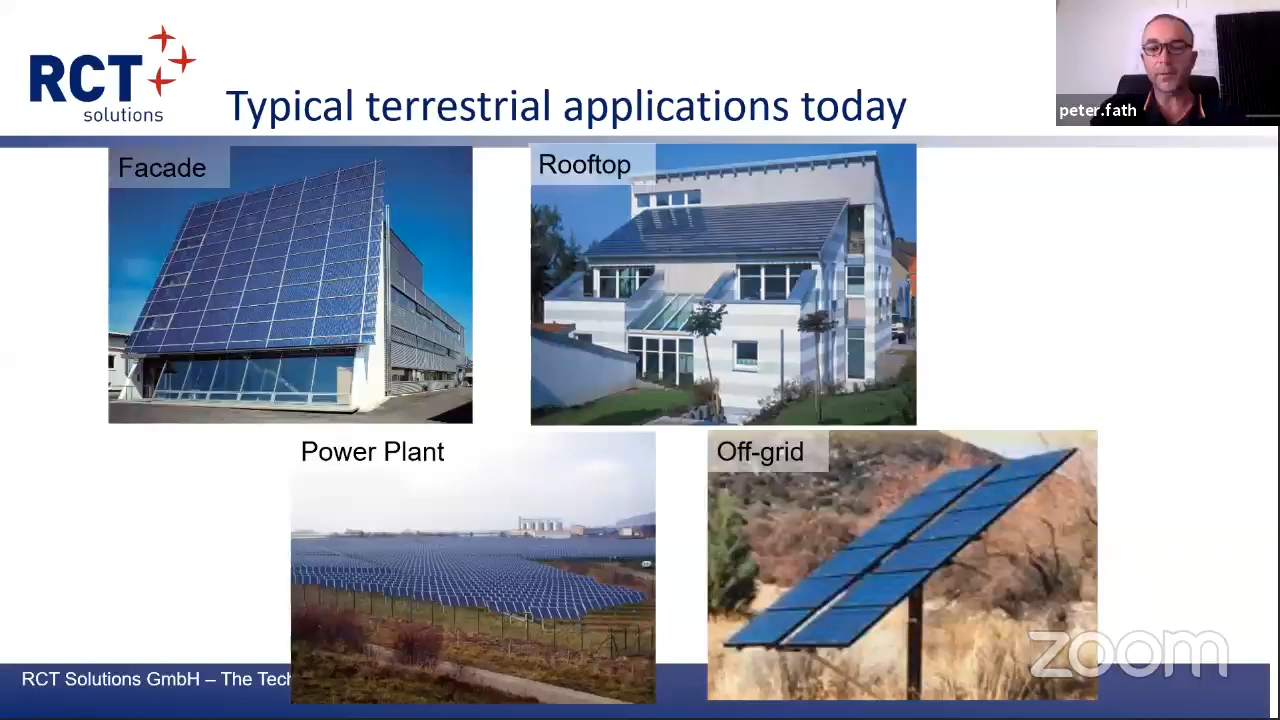 RCT
solutions
Typical terrestrial applications today
peter.fath
Facade
Rooftop
Power Plant
Off-grid
zoom
RCT Solutions GmbH – The Tech